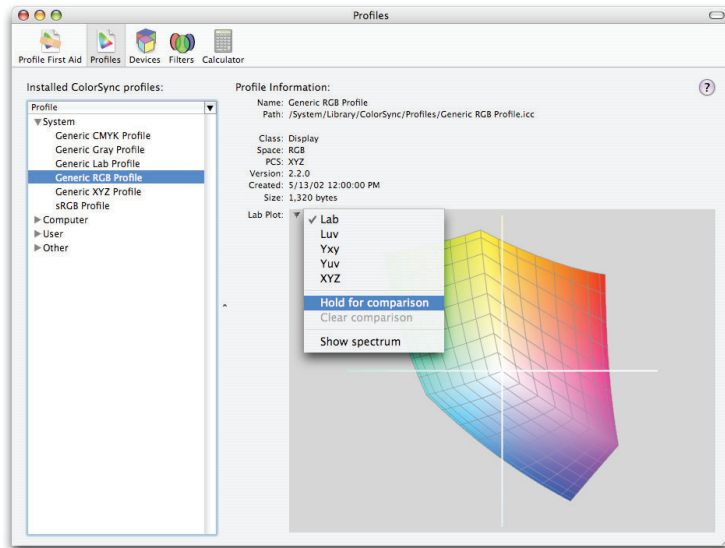 Profiles
Profile First Aid Profiles Devices Filters Calculator
Installed ColorSync profiles:
Profile
System
Generic CMYK Profile
Generic Gray Profile
Generic Lab Profile
Generic RGB Profile
Generic XYZ Profile
sRGB Profile
Computer
User
Other
Profile Information:
?
Name: Generic RGB Profile
Path: /System/Library/ColorSync/Profiles/Generic RGB Profile.icc
Class: Display
Space: RGB
PCS: XYZ
Version: 2.2.0
Created: 5/13/02 12:00:00 PM
Size: 1,320 bytes
Lab Plot:
✓ Lab
Luv
Yxy
Yuv
XYZ
Hold for comparison
Clear comparison
Show spectrum